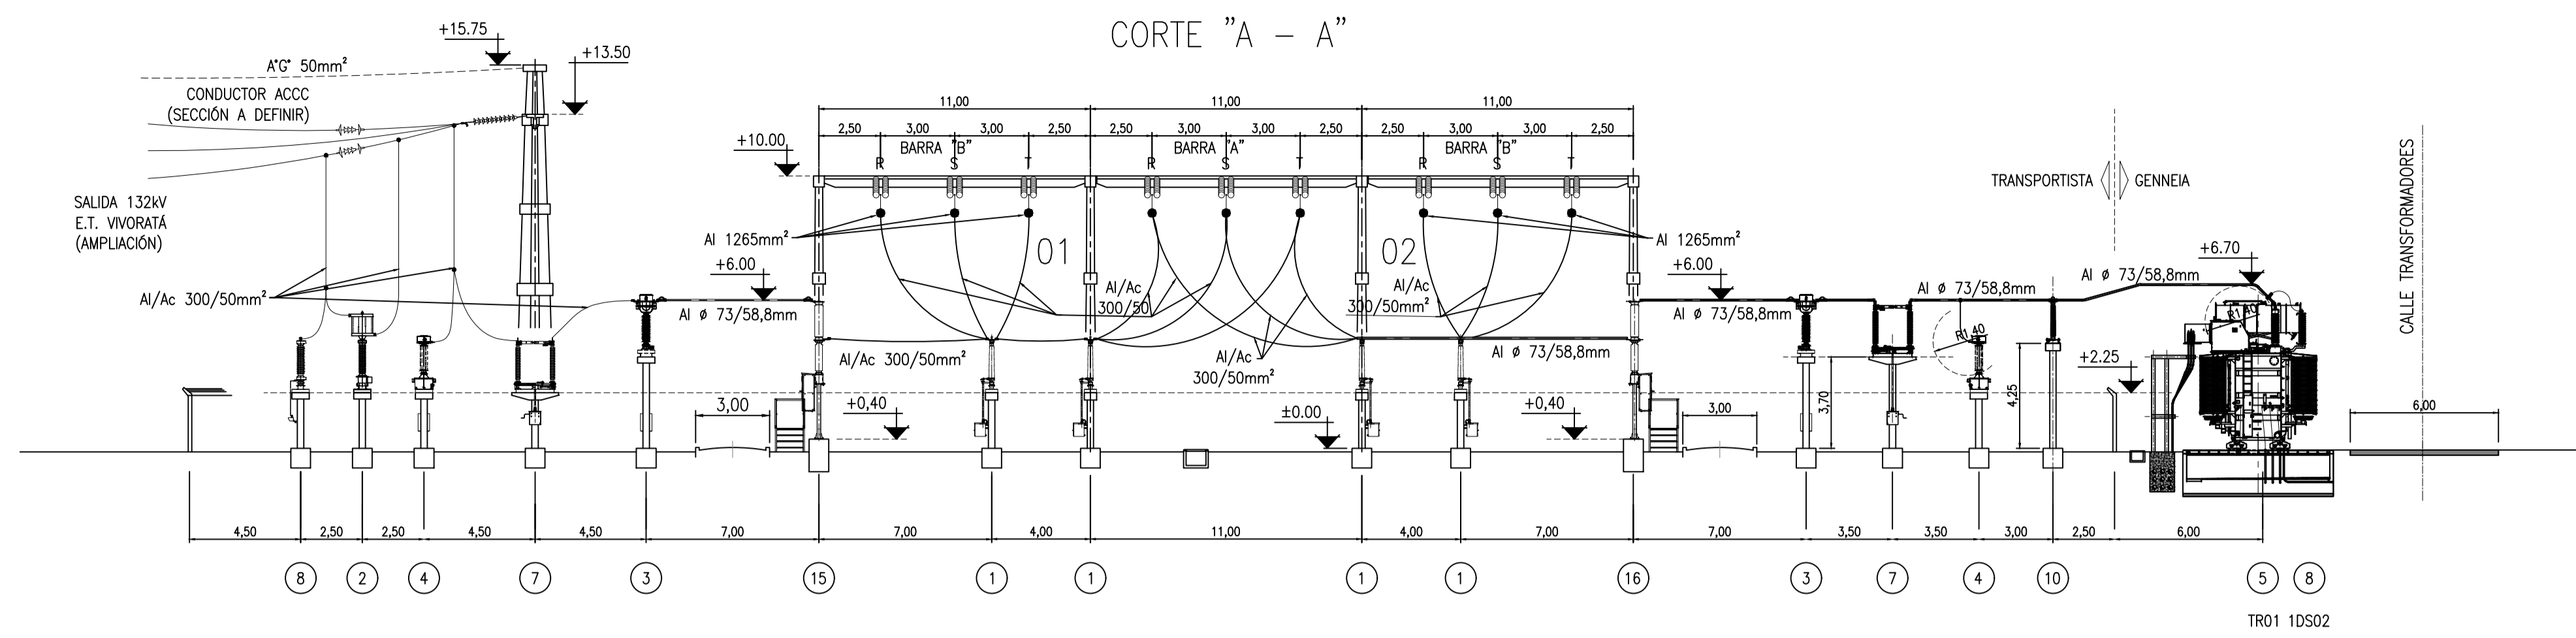 CORTE "A – A"
+15.75
+13.50
A°G° 50mm²
CONDUCTOR ACCC
(SECCIÓN A DEFINIR)
11,00
11,00
11,00
2,50
3,00
3,00
2,50
2,50
3,00
3,00
2,50
2,50
3,00
3,00
2,50
+10.00
BARRA "B"
BARRA "A"
BARRA "B"
R
S
T
R
S
T
R
S
T
TRANSPORTISTA
GENNEIA
CALLE TRANSFORMADORES
SALIDA 132kV
E.T. VIVORATÁ
(AMPLIACIÓN)
Al 1265mm²
01
02
Al 1265mm²
+6.00
+6.00
+6.70
Al/Ac 300/50mm²
Al ø 73/58,8mm
Al/Ac
300/50
Al/Ac
300/50mm²
Al ø 73/58,8mm
Al ø 73/58,8mm
Al ø 73/58,8mm
R1,40
R1,40
Al/Ac 300/50mm²
Al/Ac
300/50mm²
Al ø 73/58,8mm
+2.25
3,00
+0,40
±0.00
+0,40
3,00
3,70
4,25
6,00
4,50
2,50
2,50
4,50
4,50
7,00
7,00
4,00
11,00
4,00
7,00
7,00
3,50
3,50
3,00
2,50
6,00
8
2
4
7
3
15
1
1
1
1
16
3
7
4
10
5
8
TR01 1DS02